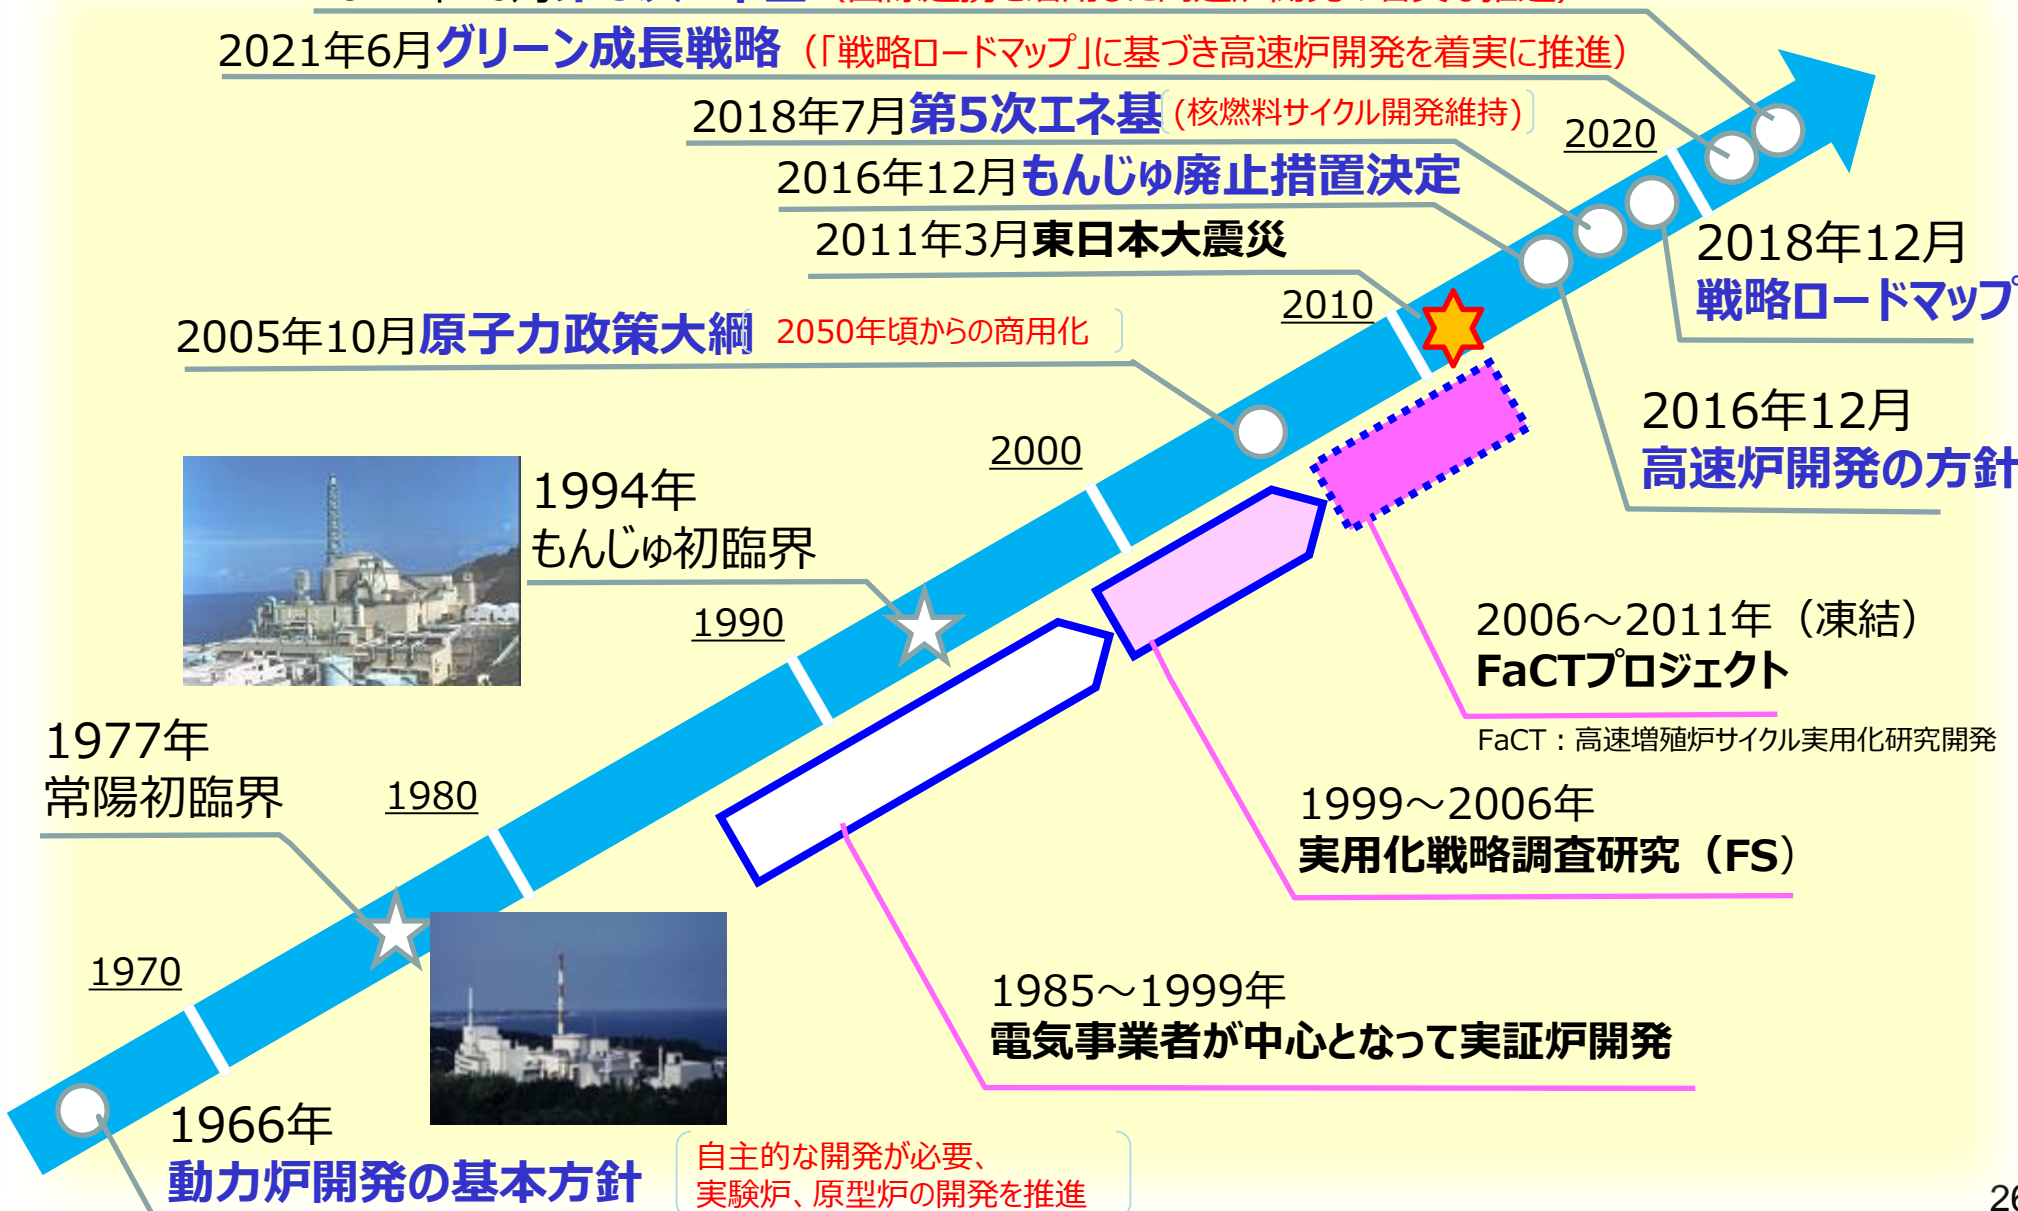 2021年6月グリーン成長戦略（「戦略ロードマップ」に基づき高速炉開発を着実に推進）
2018年7月第5次エネ基(核燃料サイクル開発維持)
2020
2016年12月もんじゅ廃止措置決定
2011年3月東日本大震災
2018年12月
戦略ロードマップ
2010
2005年10月原子力政策大綱 2050年頃からの商用化
2016年12月
高速炉開発の方針
2000
1994年
もんじゅ初臨界
1990
2006～2011年（凍結）
FaCTプロジェクト
FaCT：高速増殖炉サイクル実用化研究開発
1977年
常陽初臨界
1980
1999～2006年
実用化戦略調査研究（FS）
1970
1985～1999年
電気事業者が中心となって実証炉開発
1966年
動力炉開発の基本方針
自主的な開発が必要、
実験炉、原型炉の開発を推進
26